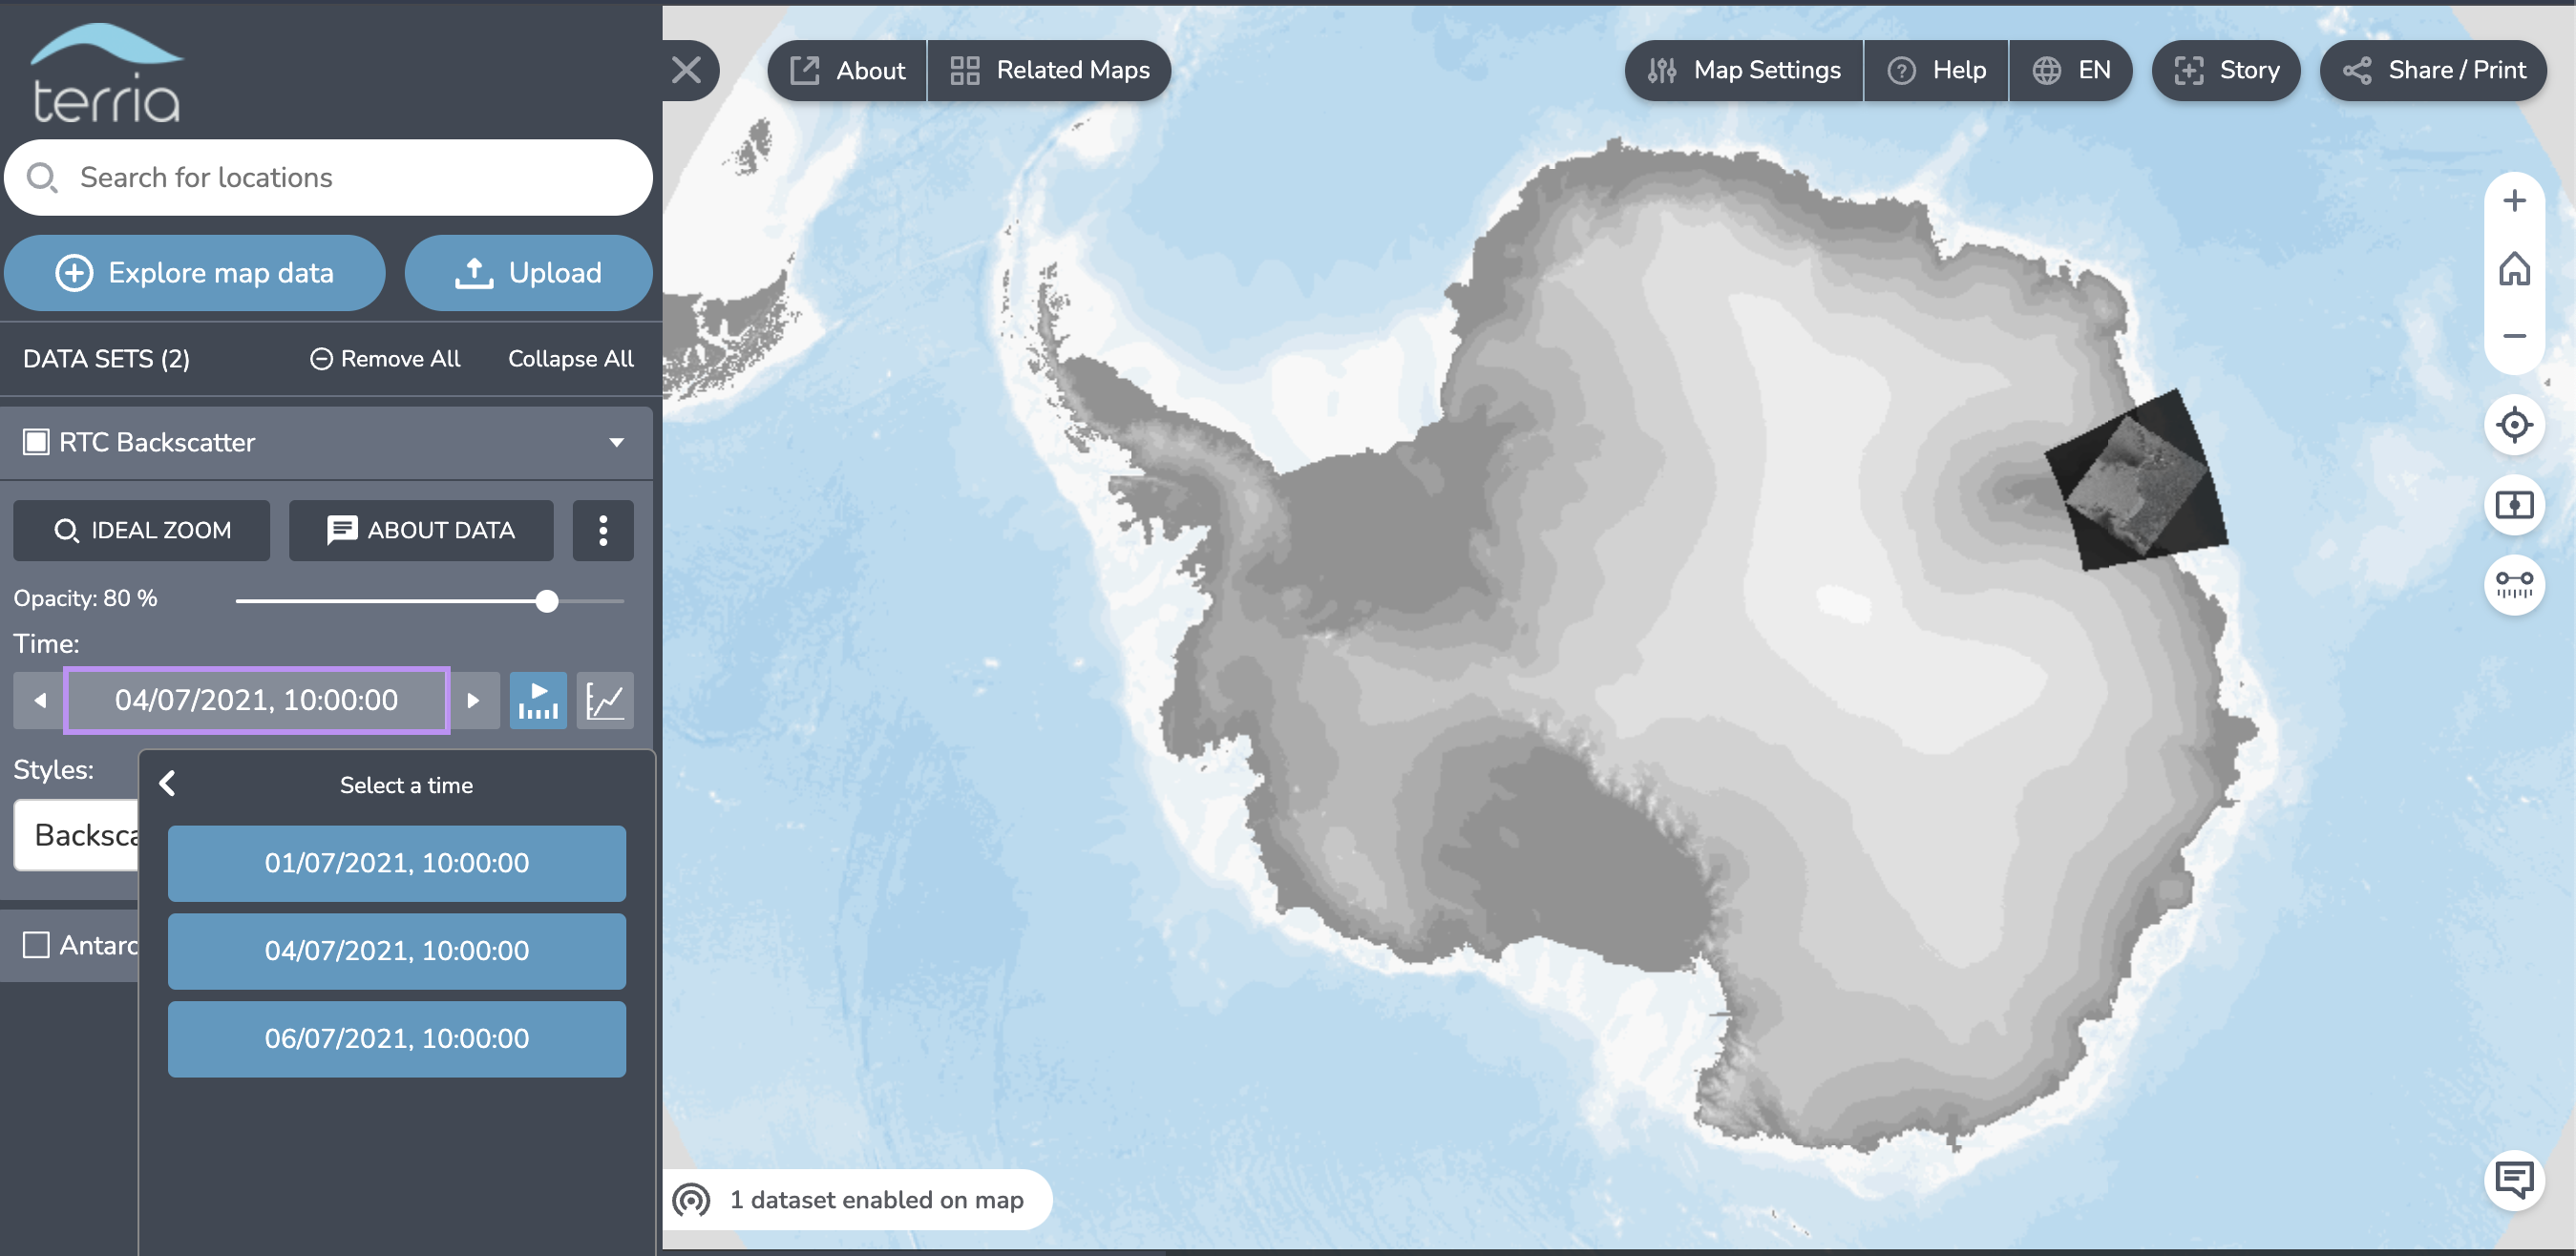 terria
About
Related Maps
Map Settings
Help
EN
Story
Share / Print
Search for locations
Explore map data
Upload
DATA SETS (2)
Remove All
Collapse All
RTC Backscatter
IDEAL ZOOM
ABOUT DATA
Opacity: 80 %
Time:
04/07/2021, 10:00:00
Styles:
Backsca
Select a time
01/07/2021, 10:00:00
04/07/2021, 10:00:00
06/07/2021, 10:00:00
Antarc
1 dataset enabled on map